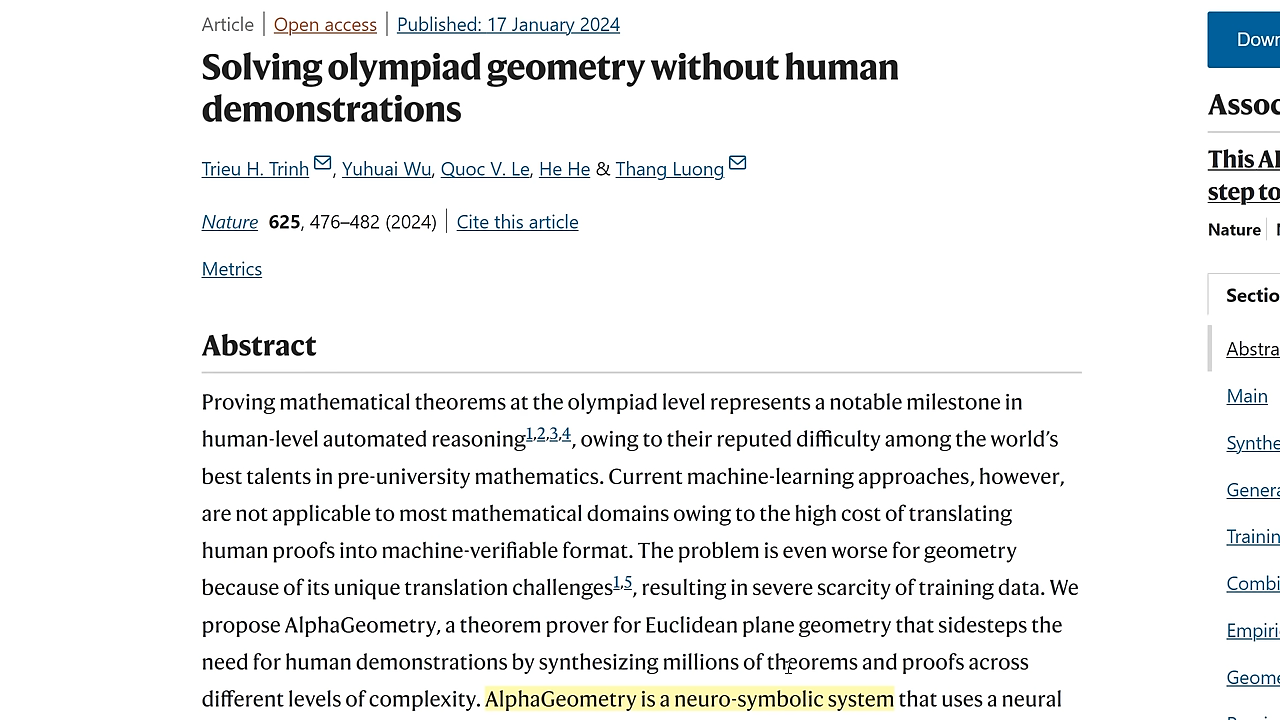 Article | Open access | Published: 17 January 2024
Solving olympiad geometry without human
demonstrations
Trieu H. Trinh, Yuhuai Wu, Quoc V. Le, He He & Thang Luong
Nature 625, 476–482 (2024) | Cite this article
Metrics
Abstract
Proving mathematical theorems at the olympiad level represents a notable milestone in
human-level automated reasoning1,2,3,4, owing to their reputed difficulty among the world’s
best talents in pre-university mathematics. Current machine-learning approaches, however,
are not applicable to most mathematical domains owing to the high cost of translating
human proofs into machine-verifiable format. The problem is even worse for geometry
because of its unique translation challenges1,5, resulting in severe scarcity of training data. We
propose AlphaGeometry, a theorem prover for Euclidean plane geometry that sidesteps the
need for human demonstrations by synthesizing millions of theorems and proofs across
different levels of complexity. AlphaGeometry is a neuro-symbolic system that uses a neural
Down
Assoc
This AI
step to
Nature
Sectio
Abstra
Main
Synthe
Genera
Trainin
Combi
Empiri
Geome